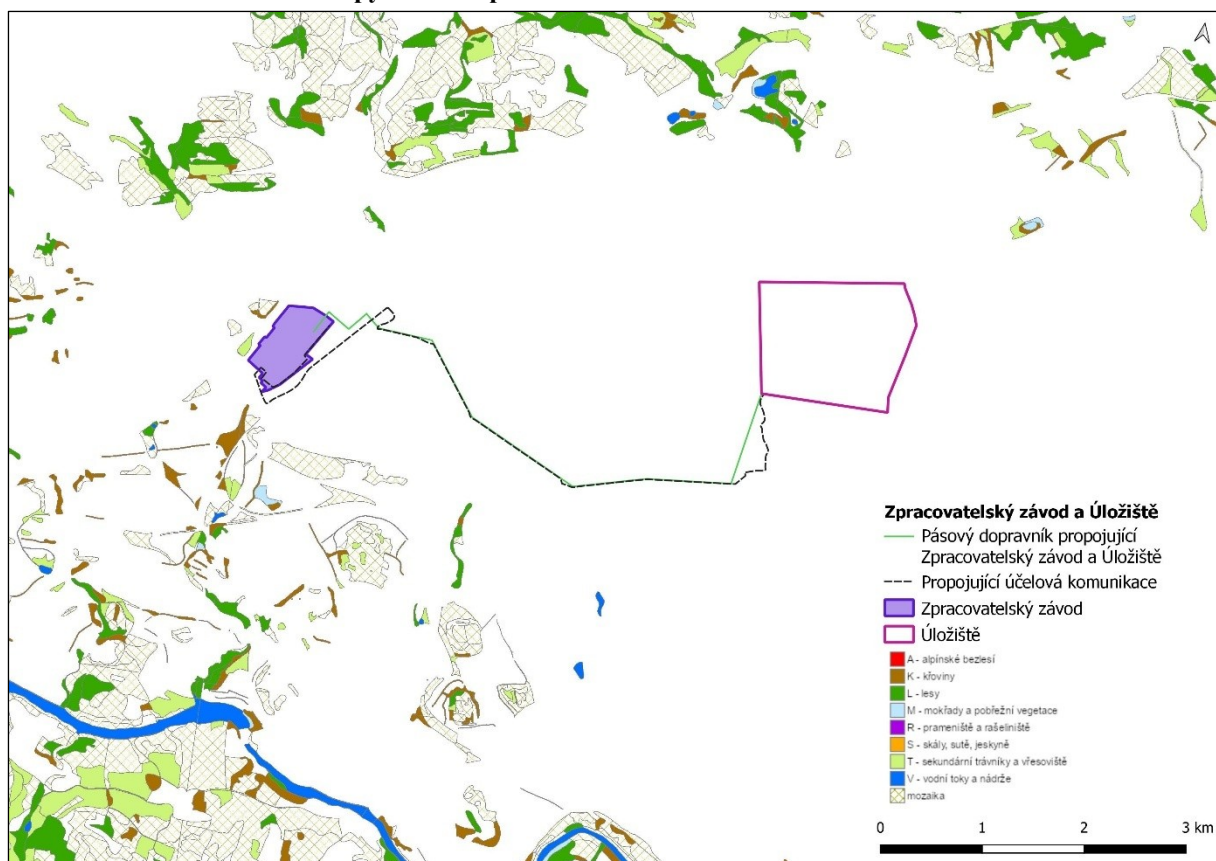 Zpracovatelský závod a Úložiště
Pásový dopravník propojující
Zpracovatelský závod a Úložiště
Propojující účelová komunikace
Zpracovatelský závod
Úložiště
A - alpínské bezlesí
K - křoviny
L - lesy
M - mokřady a pobřežní vegetace
R - prameniště a rašeliniště
S - skály, sutě, jeskyně
T - sekundární trávníky a vřesoviště
V - vodní toky a nádrže
mozaika
0 1 2 3 km